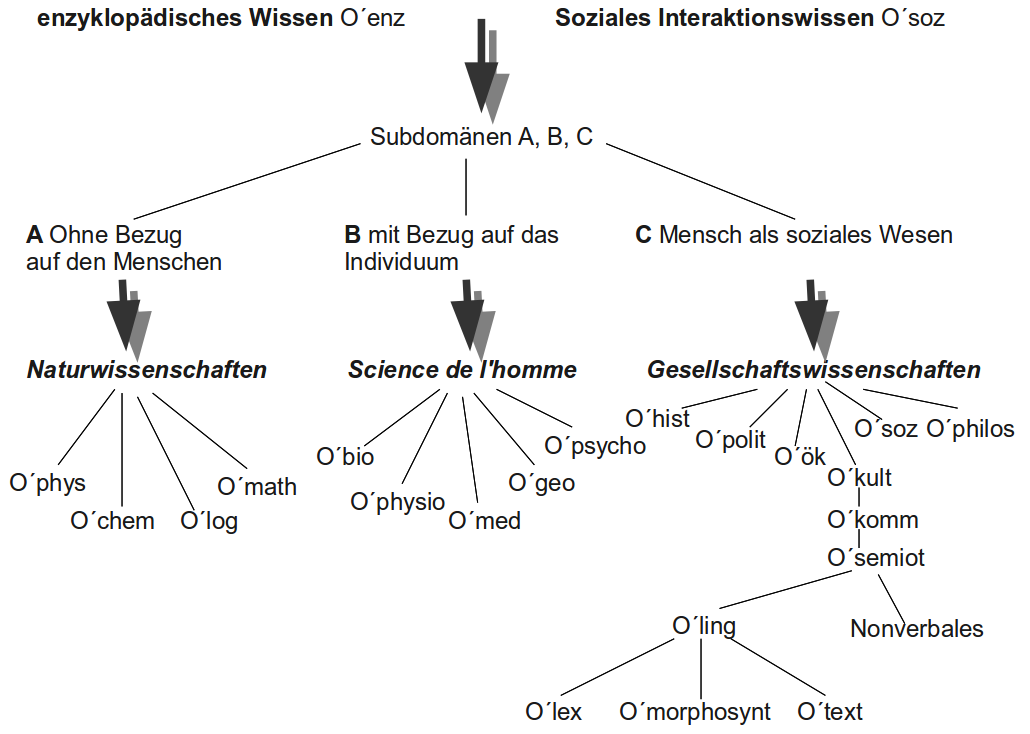 enzyklopädisches Wissen O´enz
Soziales Interaktionswissen O´soz
Subdomänen A, B, C
A Ohne Bezug
auf den Menschen
B mit Bezug auf das
Individuum
C Mensch als soziales Wesen
Naturwissenschaften
Science de l'homme
Gesellschaftswissenschaften
O´phys
O´chem
O´log
O´math
O´bio
O´physio
O´med
O´geo
O´psycho
O´hist
O´polit
O´ök
O´kult
O´soz
O´philos
O´komm
O´semiot
O´ling
Nonverbales
O´lex
O´morphosynt
O´text